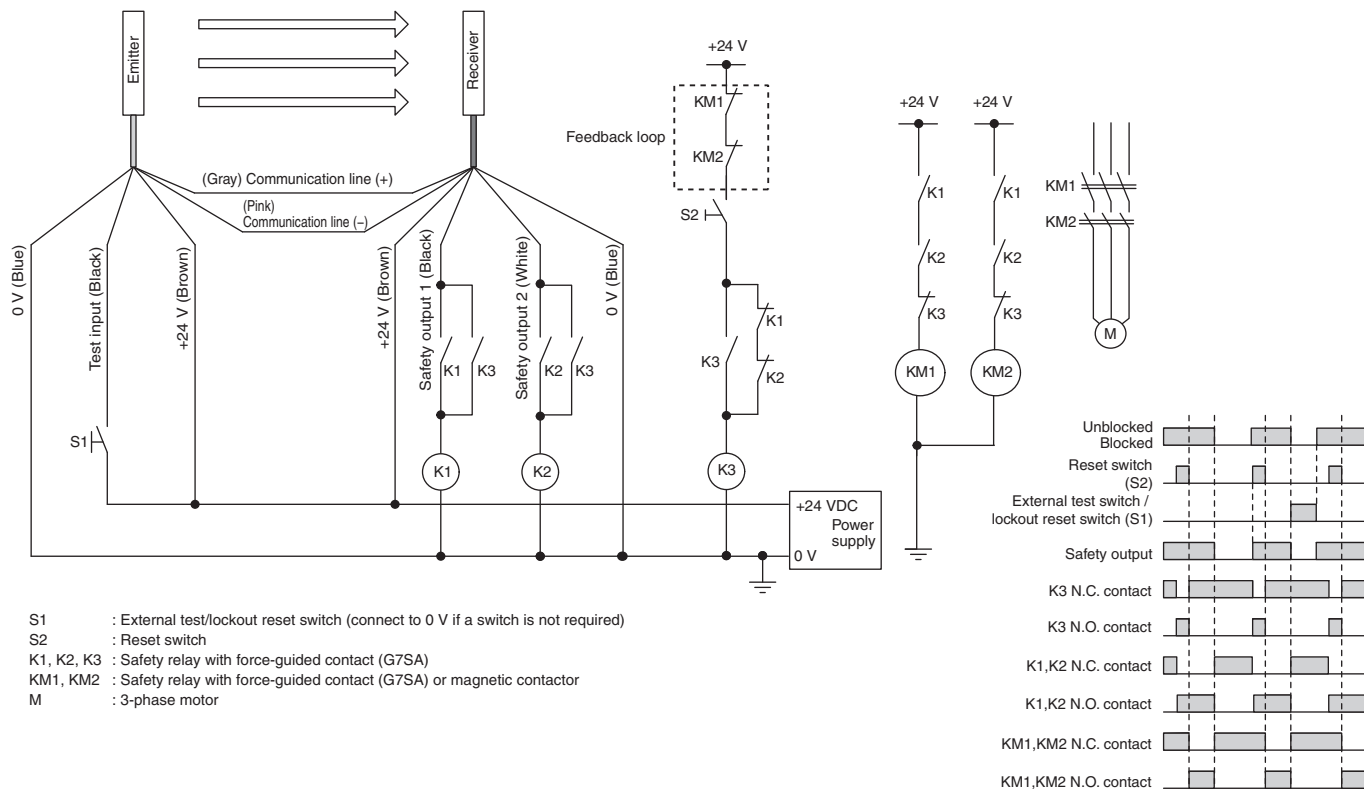 Emitter
Receiver
+24 V
KM1
Feedback loop
KM2
+24 V
+24 V
(Gray) Communication line (+)
(Pink)
Communication line (–)
S2
K1
K1
KM1
KM2
K2
K2
K3
K3
M
KM1
KM2
0 V (Blue)
Test input (Black)
+24 V (Brown)
+24 V (Brown)
Safety output 1 (Black)
Safety output 2 (White)
0 V (Blue)
K1
K3
K2
K3
K3
K1
K2
S1
K1
K2
K3
+24 VDC
Power
supply
0 V
Unblocked
Blocked
Reset switch
(S2)
External test switch /
lockout reset switch (S1)
Safety output
K3 N.C. contact
K3 N.O. contact
K1,K2 N.C. contact
K1,K2 N.O. contact
KM1,KM2 N.C. contact
KM1,KM2 N.O. contact
S1 : External test/lockout reset switch (connect to 0 V if a switch is not required)
S2 : Reset switch
K1, K2, K3 : Safety relay with force-guided contact (G7SA)
KM1, KM2 : Safety relay with force-guided contact (G7SA) or magnetic contactor
M : 3-phase motor